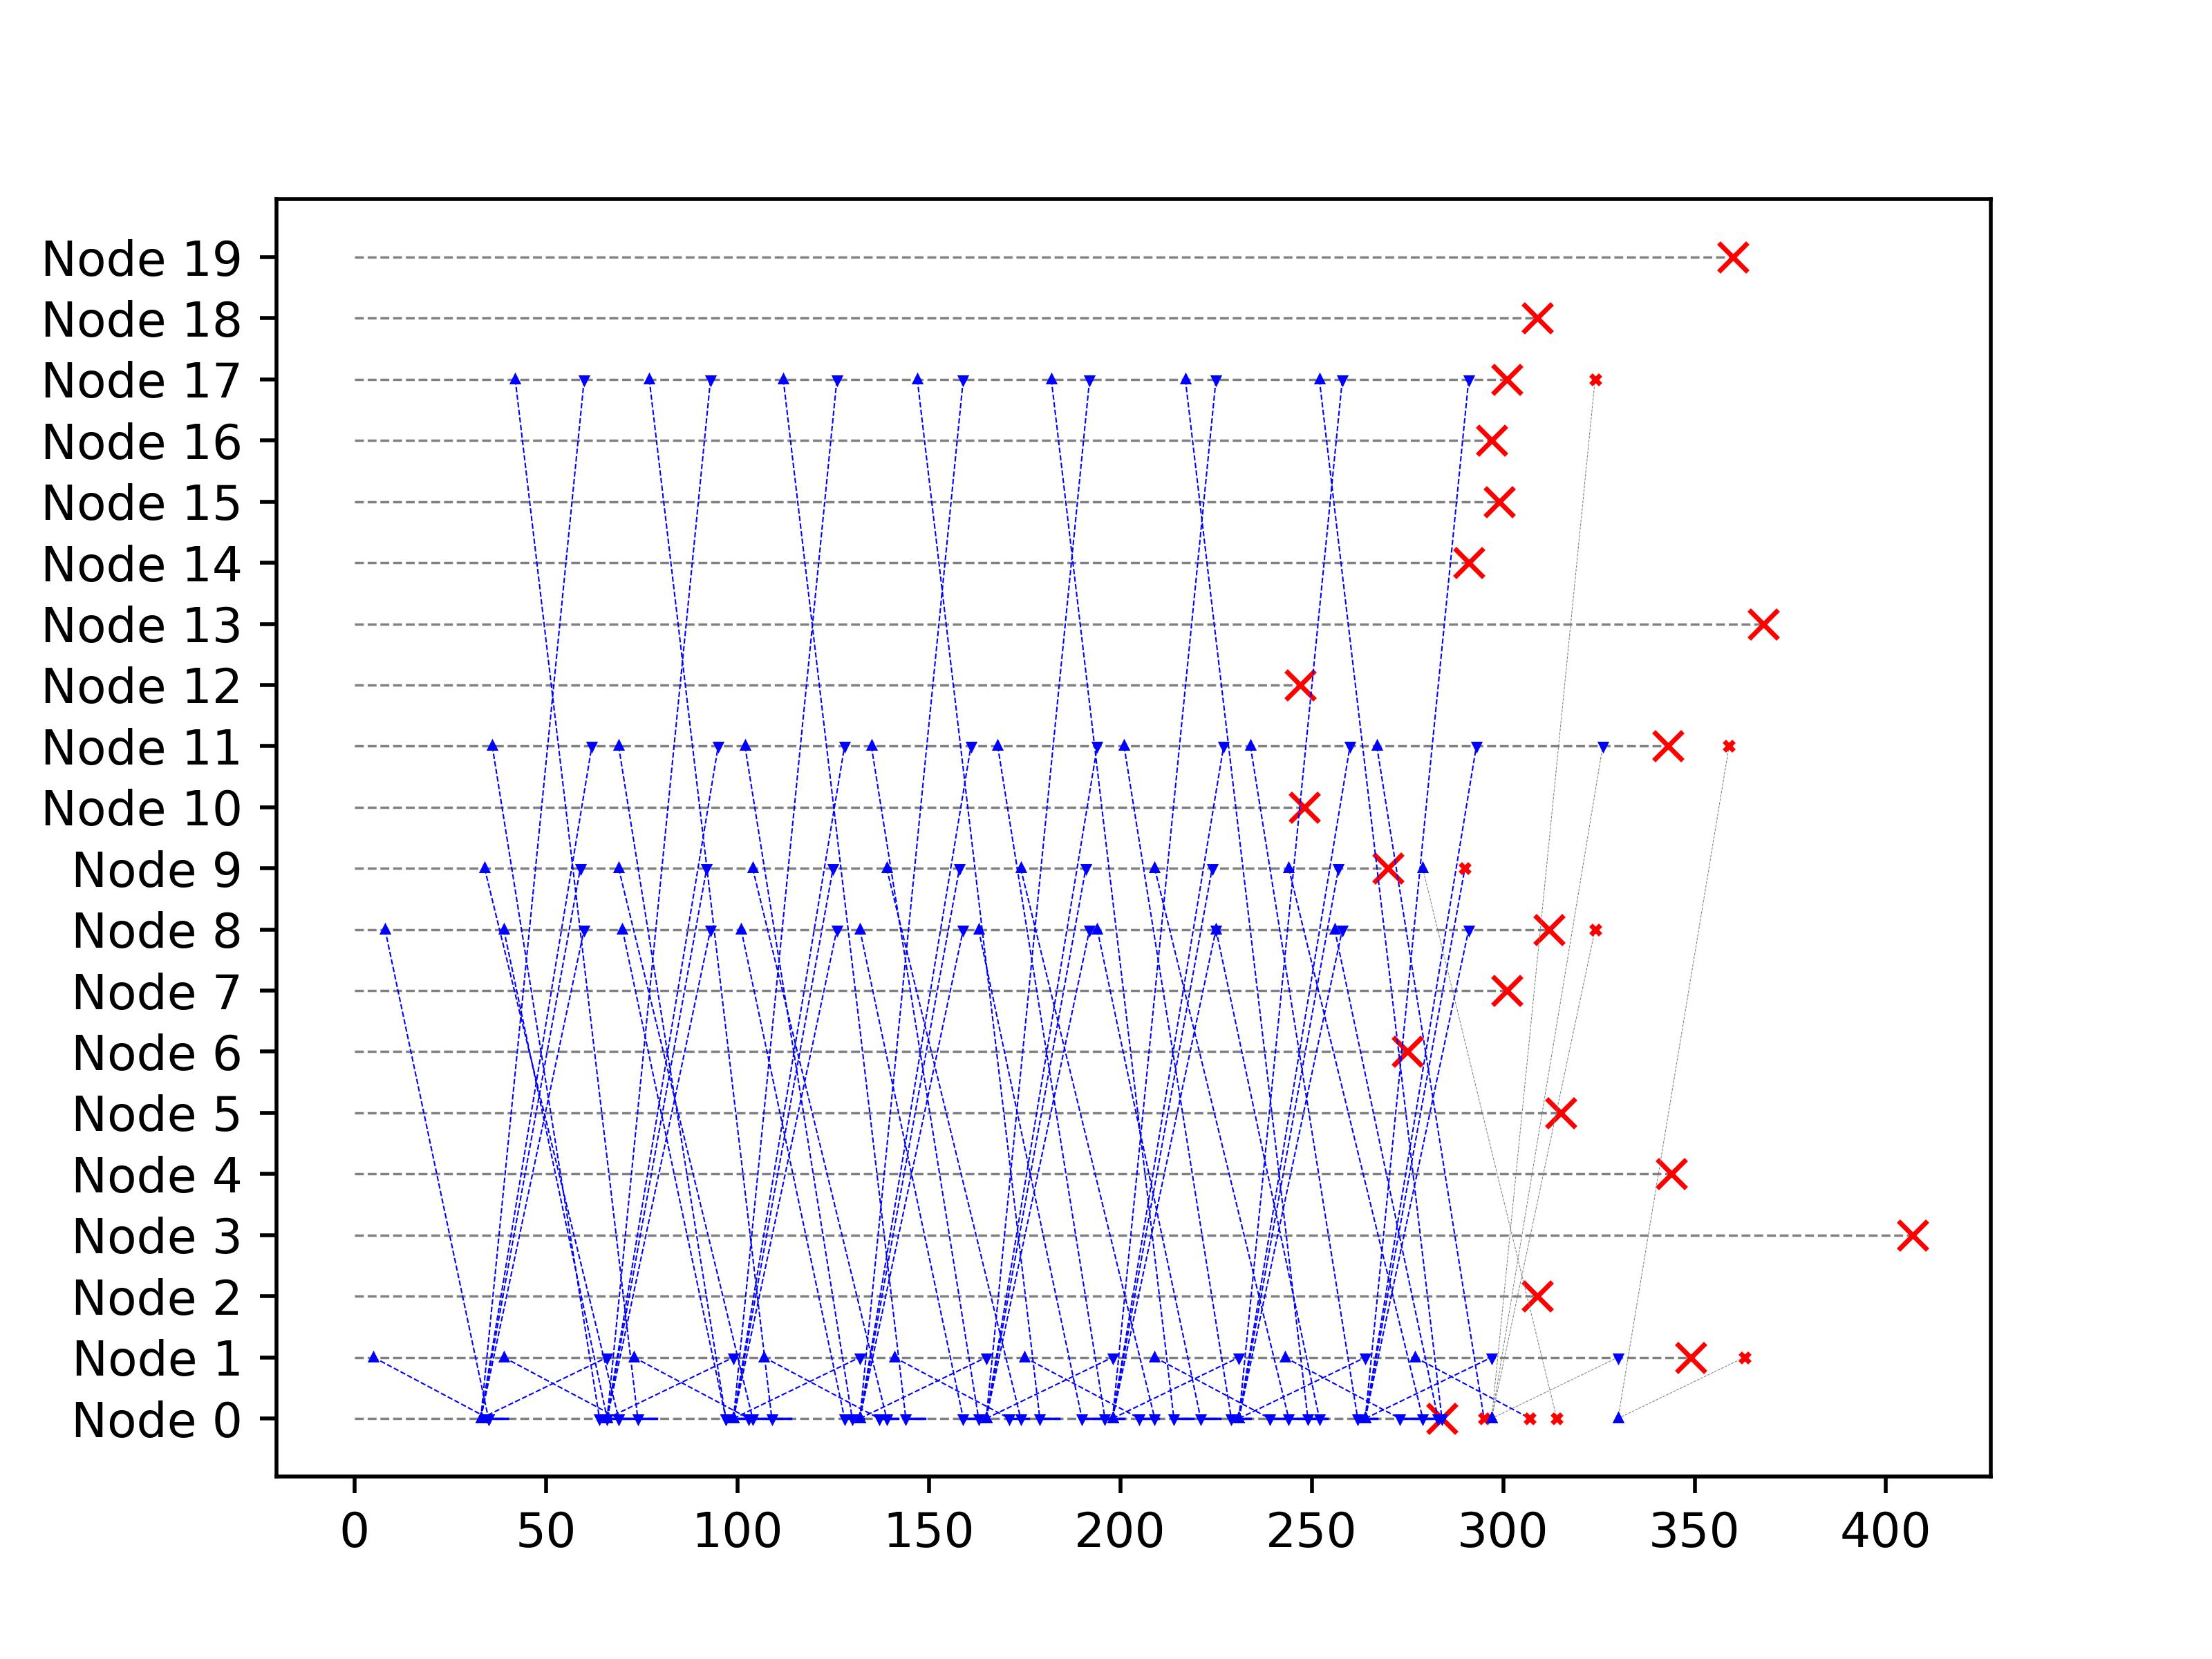 Node 19
Node 18
Node 17
Node 16
Node 15
Node 14
Node 13
Node 12
Node 11
Node 10
Node 9
Node 8
Node 7
Node 6
Node 5
Node 4
Node 3
Node 2
Node 1
Node 0
0 50 100 150 200 250 300 350 400